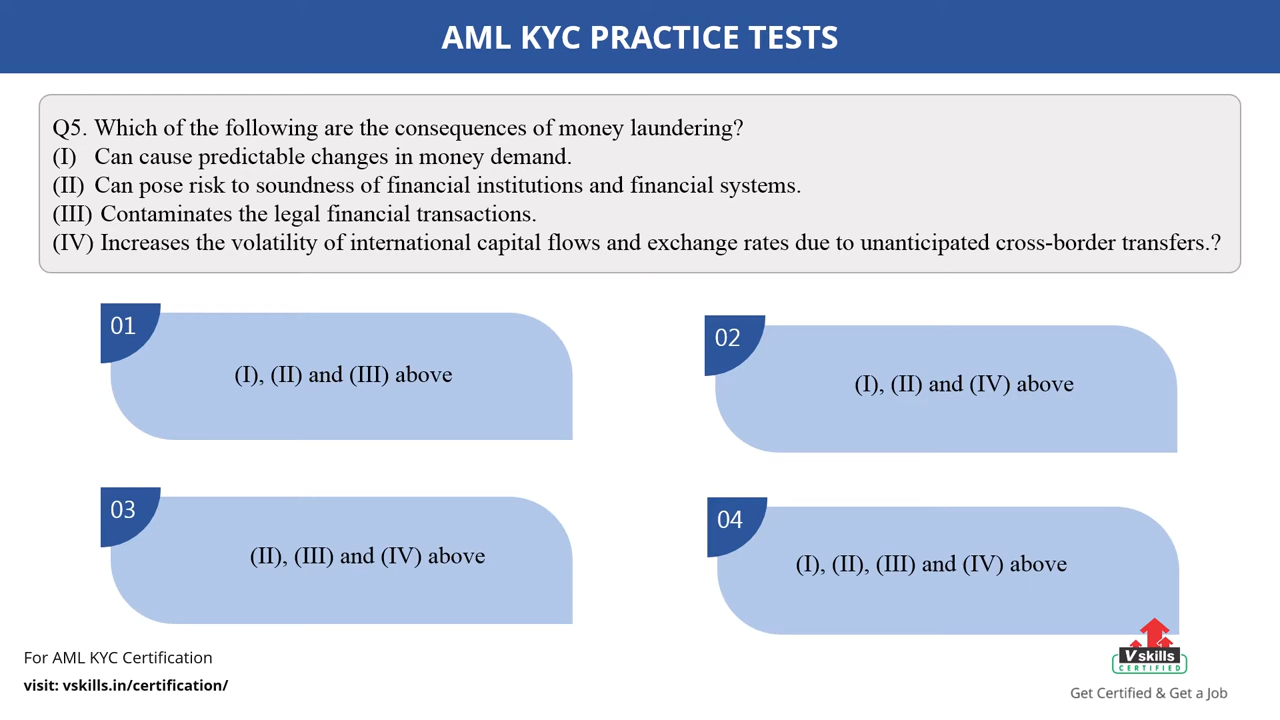 AML KYC PRACTICE TESTS
Q5. Which of the following are the consequences of money laundering?
(I) Can cause predictable changes in money demand.
(II) Can pose risk to soundness of financial institutions and financial systems.
(III) Contaminates the legal financial transactions.
(IV) Increases the volatility of international capital flows and exchange rates due to unanticipated cross-border transfers.?
01
(I), (II) and (III) above
02
(I), (II) and (IV) above
03
(II), (III) and (IV) above
04
(I), (II), (III) and (IV) above
For AML KYC Certification
visit: vskills.in/certification/
Vskills
CERTIFIED
Get Certified & Get a Job